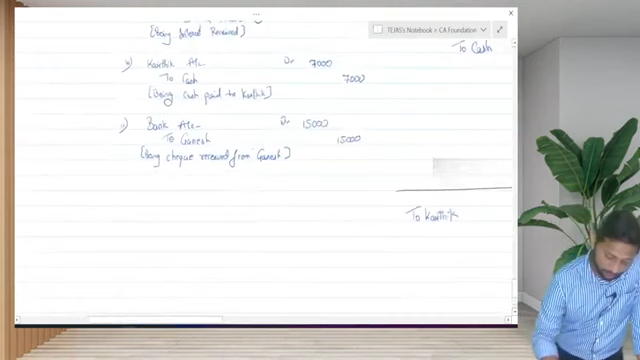 [Being Interest Received]
TEJAS's Notebook > CA Foundation
To Cash
Karthik A/c Dr 7000
To Cash 7000
[Being cash paid to Karthik]
Bank A/c Dr 15000
To Ganesh 15000
[Being cheque received from Ganesh]
To Karthik